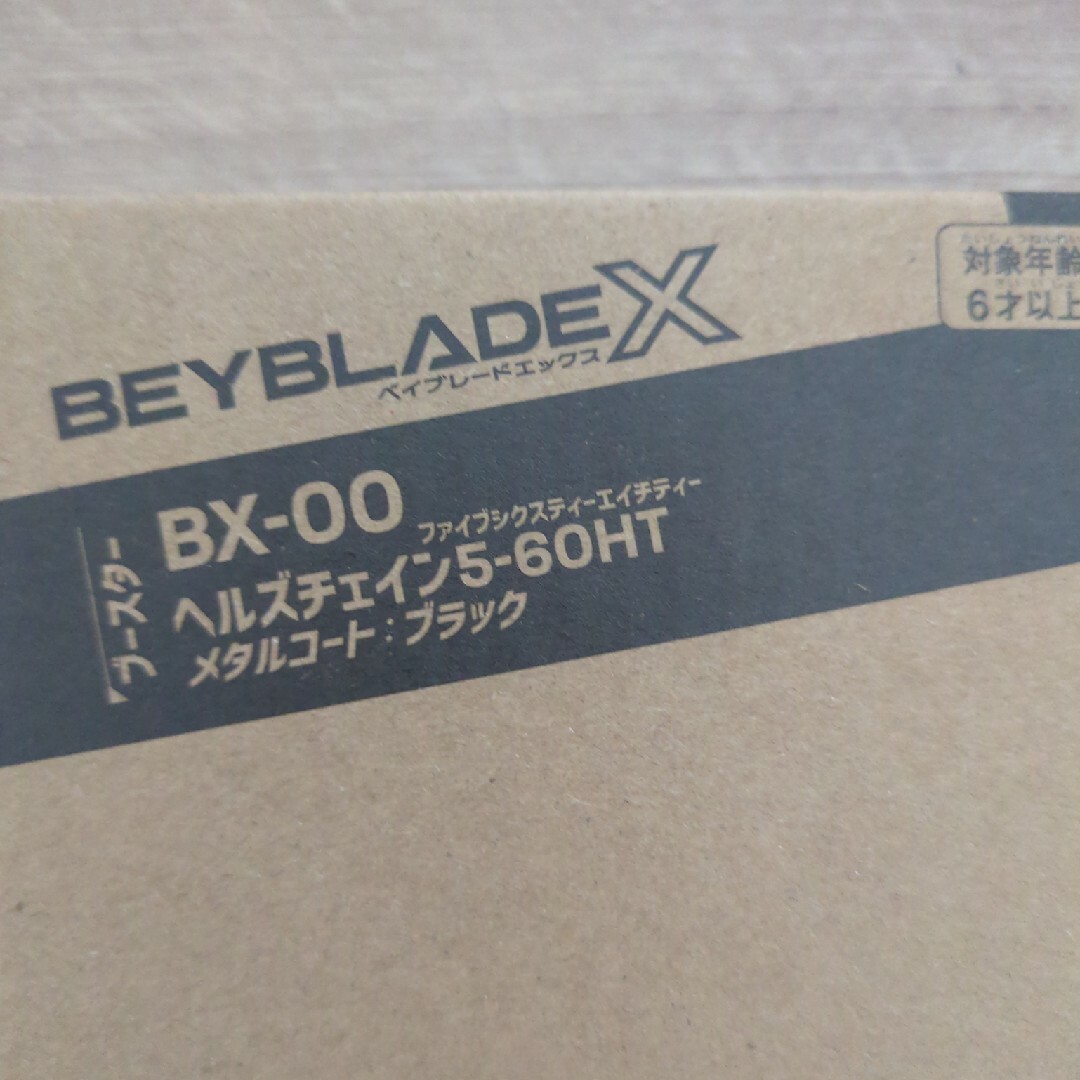 BEYBLADE X
ベイブレードエックス
対象年齢
6才以上
ブースター
BX-00
ファイブシクスティーエイチティー
ヘルズチェイン5-60HT
メタルコート:ブラック